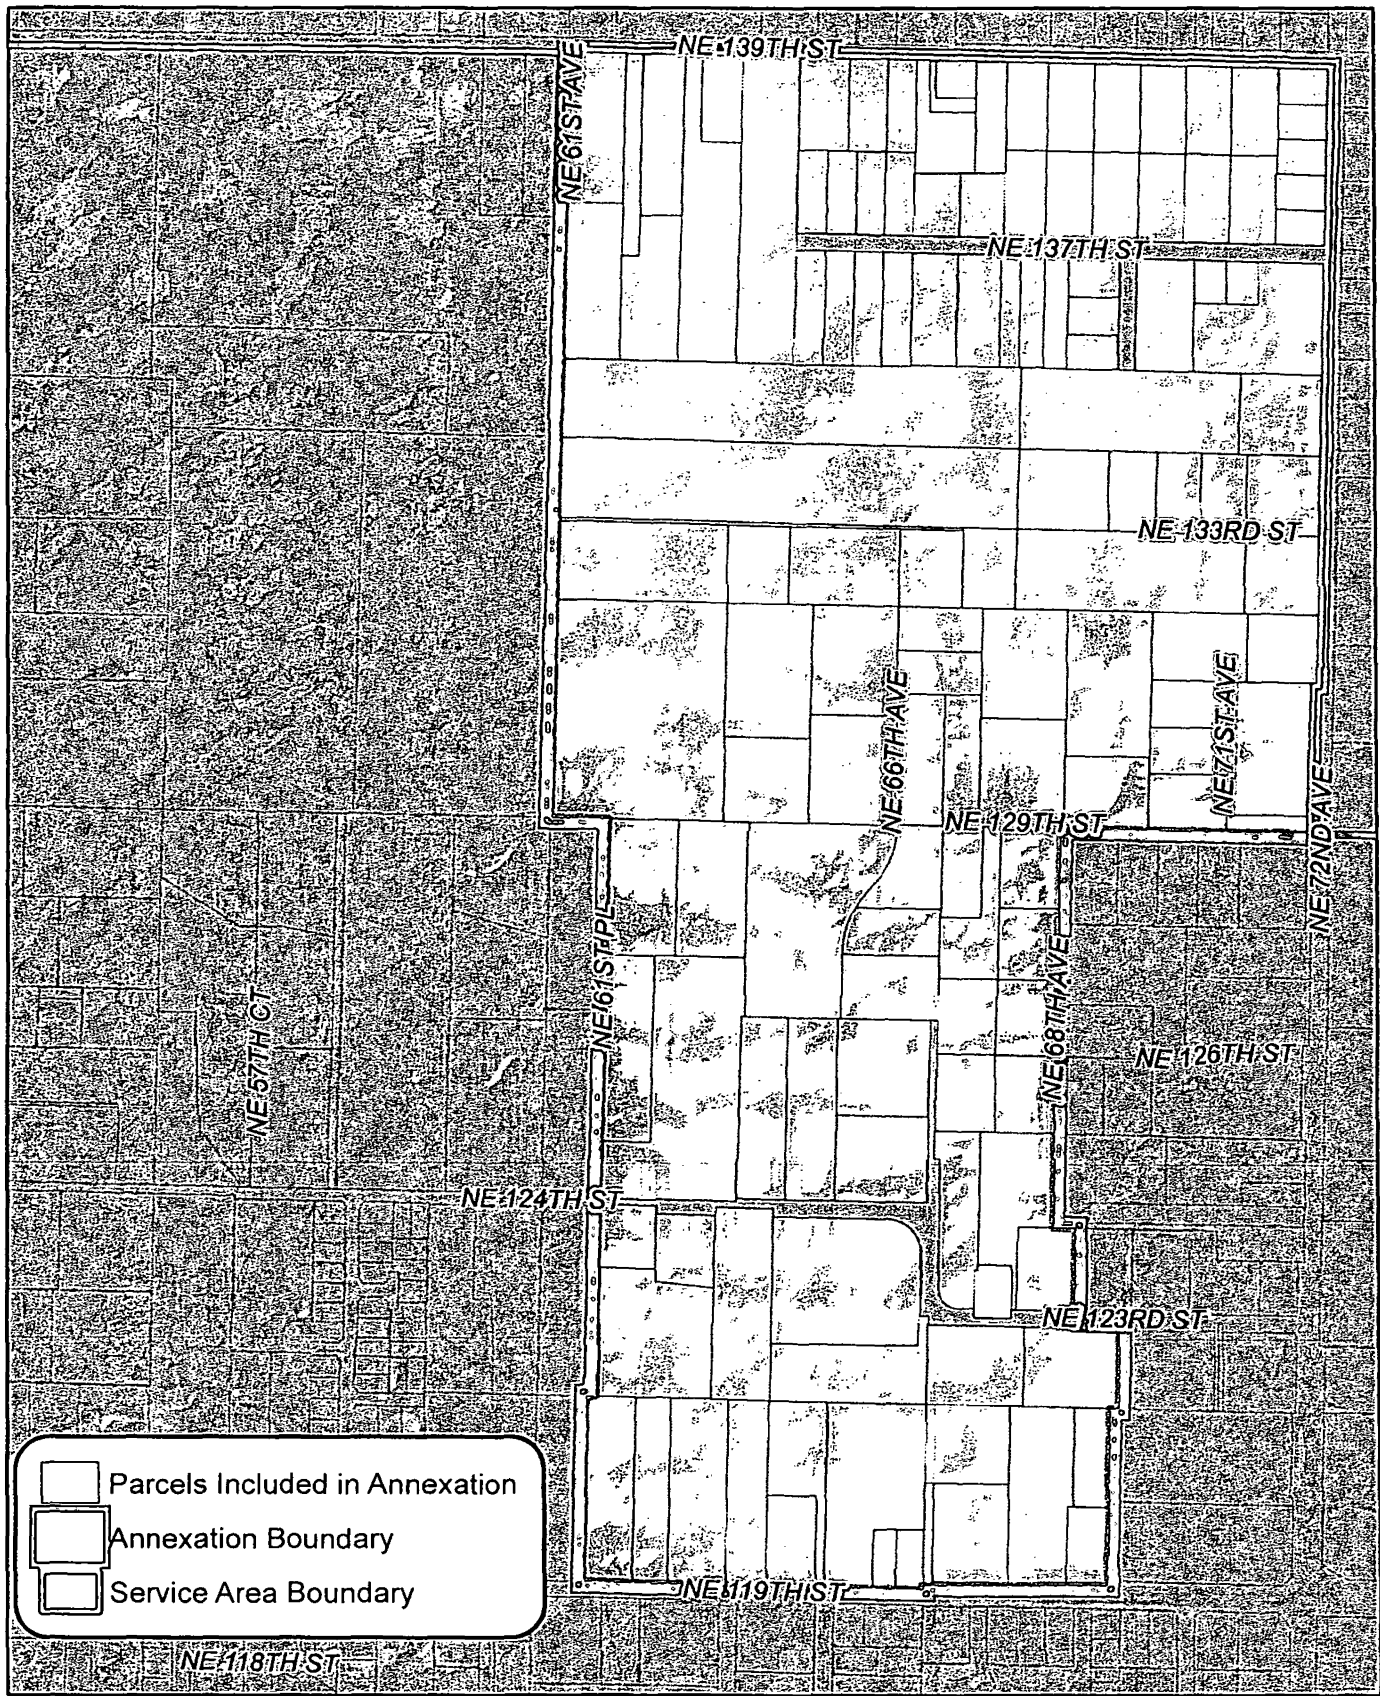 NE 139TH ST
NE 61ST AVE
NE 137TH ST
NE 133RD ST
NE 66TH AVE
NE 71ST AVE
NE 129TH ST
NE 72ND AVE
NE 61ST PL
NE 68TH AVE
NE 57TH CT
NE 126TH ST
NE 124TH ST
NE 123RD ST
Parcels Included in Annexation
Annexation Boundary
Service Area Boundary
NE 119TH ST
NE 118TH ST